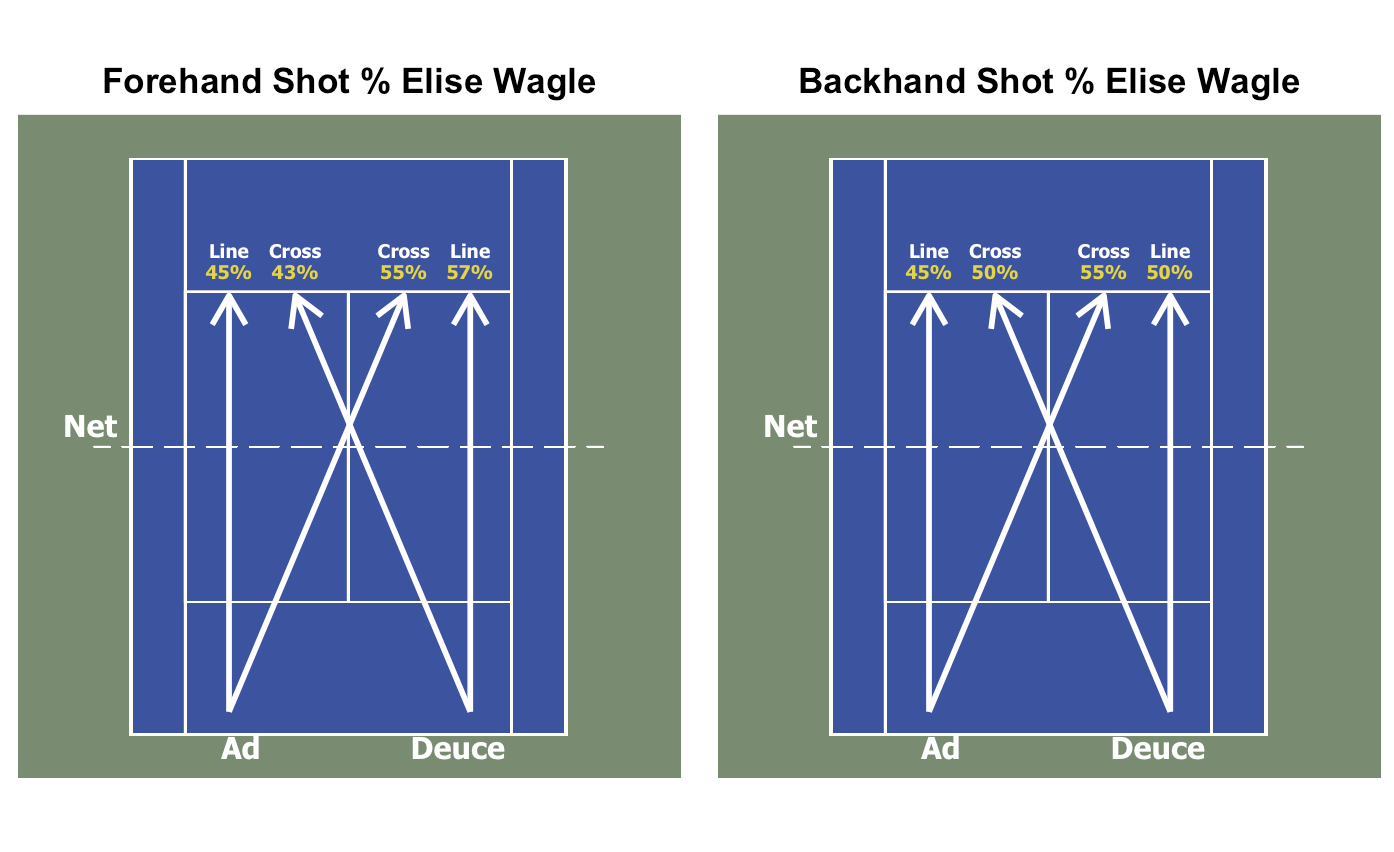 Forehand Shot % Elise Wagle
Line Cross Cross Line
45% 43% 55% 57%
Net
Ad Deuce
Backhand Shot % Elise Wagle
Line Cross Cross Line
45% 50% 55% 50%
Net
Ad Deuce